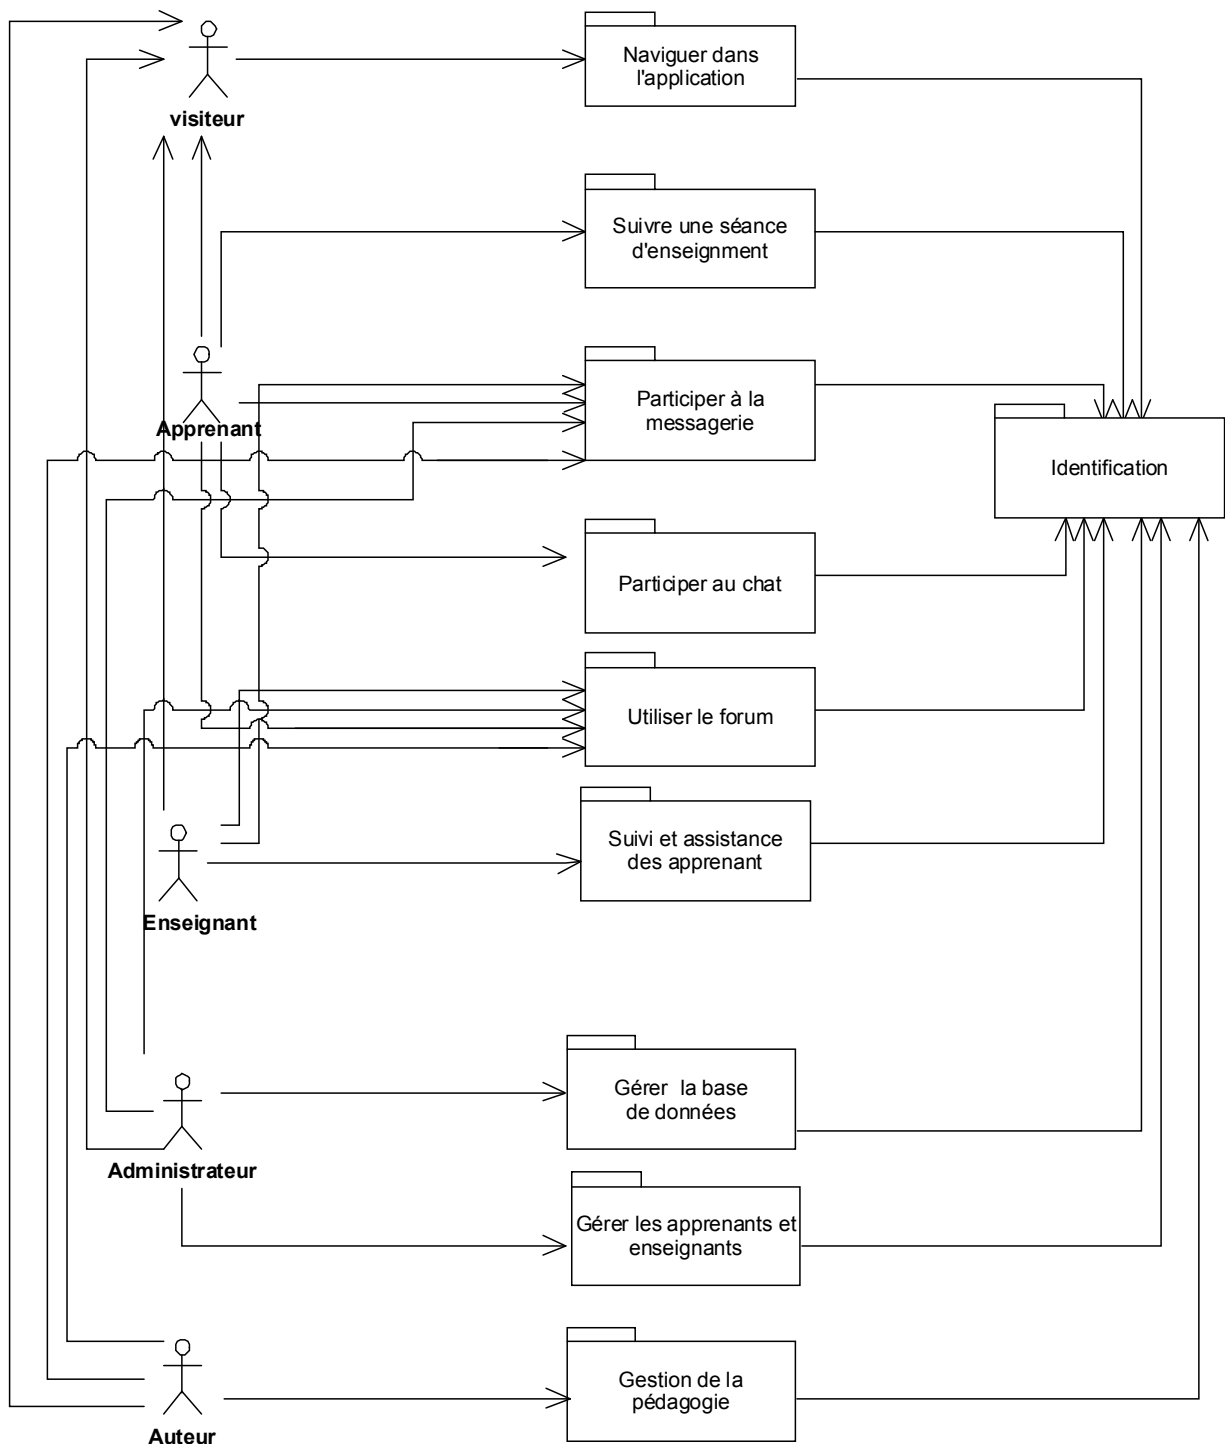 Naviguer dans
l'application
visiteur
Suivre une séance
d'enseignment
Participer à la
messagerie
Apprenant
Identification
Participer au chat
Utiliser le forum
Suivi et assistance
des apprenant
Enseignant
Gérer la base
de données
Administrateur
Gérer les apprenants et
enseignants
Gestion de la
pédagogie
Auteur